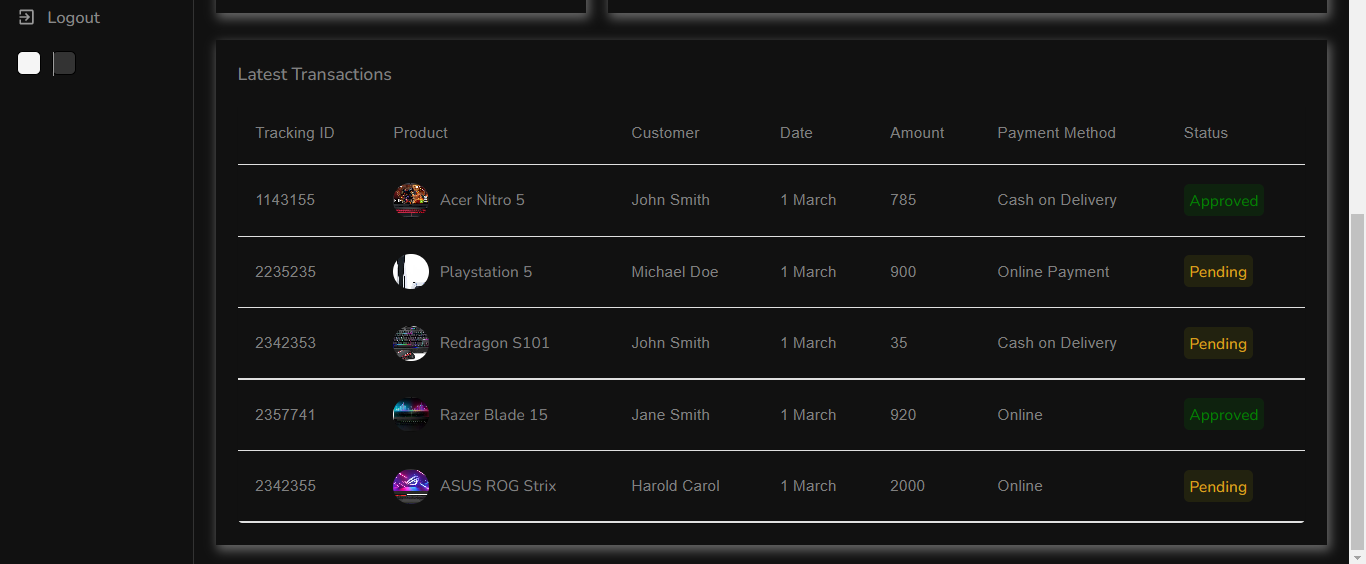 Logout
Latest Transactions
Tracking ID Product Customer Date Amount Payment Method Status
1143155 Acer Nitro 5 John Smith 1 March 785 Cash on Delivery Approved
2235235 Playstation 5 Michael Doe 1 March 900 Online Payment Pending
2342353 Redragon S101 John Smith 1 March 35 Cash on Delivery Pending
2357741 Razer Blade 15 Jane Smith 1 March 920 Online Approved
2342355 ASUS ROG Strix Harold Carol 1 March 2000 Online Pending